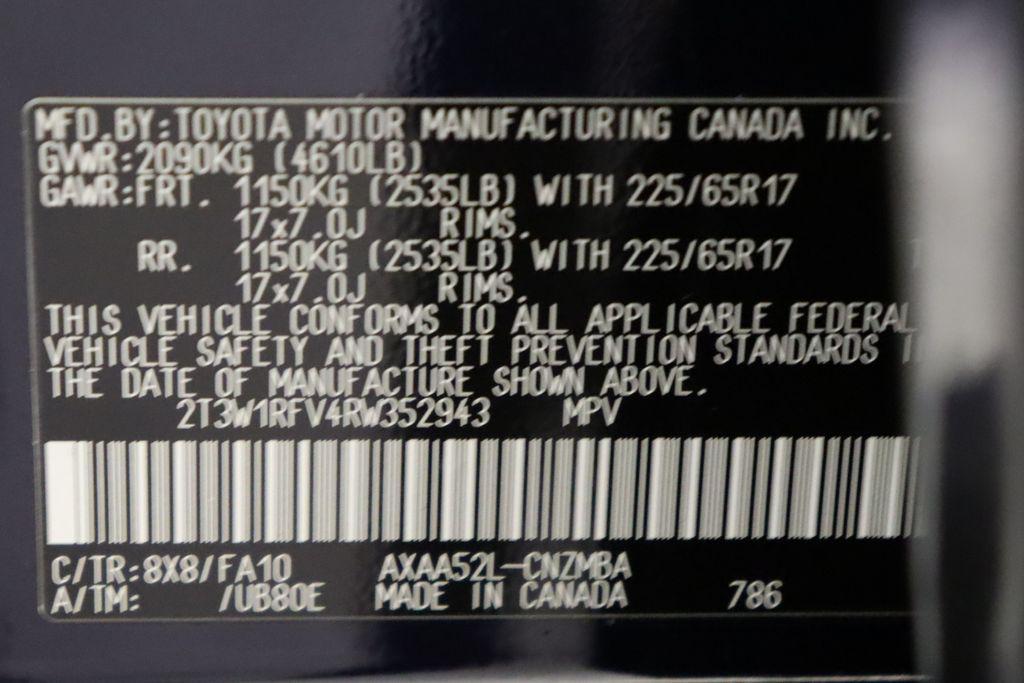 MFD.BY:TOYOTA MOTOR MANUFACTURING CANADA INC.
GVWR:2090KG (4610LB)
GAWR:FRT. 1150KG (2535LB) WITH 225/65R17
17x7.0J RIMS.
RR. 1150KG (2535LB) WITH 225/65R17
17x7.0J RIMS.
THIS VEHICLE CONFORMS TO ALL APPLICABLE FEDERAL
VEHICLE SAFETY AND THEFT PREVENTION STANDARDS
THE DATE OF MANUFACTURE SHOWN ABOVE.
2T3W1RFV4RW352943 MPV
C/TR:8X8/FA10 AXAA52L-CNZMBA
A/TM: /UB80E MADE IN CANADA 786